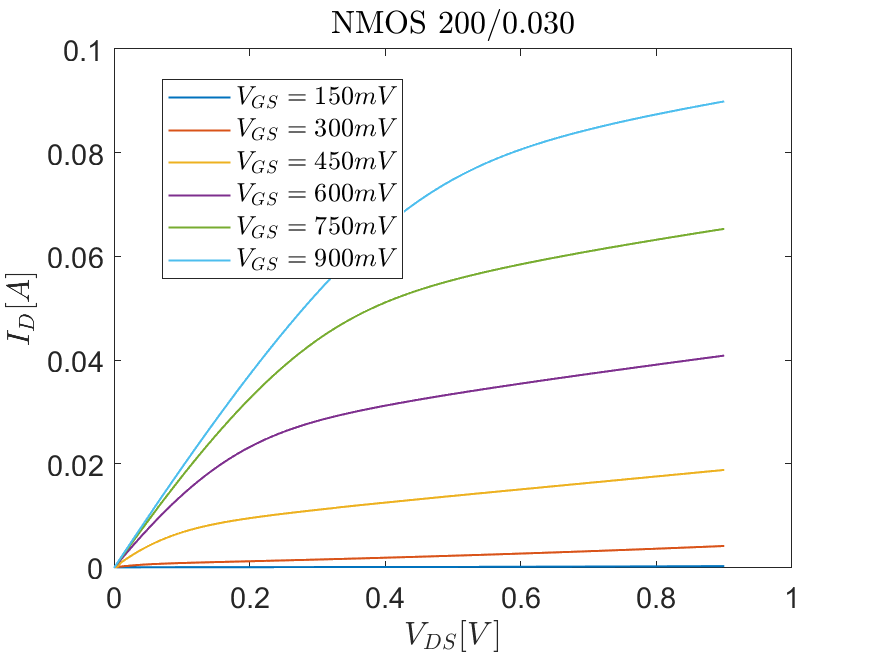 NMOS 200/0.030
0.1
0.08
0.06
0.04
0.02
0
I_D[A]
V_GS = 150mV
V_GS = 300mV
V_GS = 450mV
V_GS = 600mV
V_GS = 750mV
V_GS = 900mV
0 0.2 0.4 0.6 0.8 1
V_DS[V]